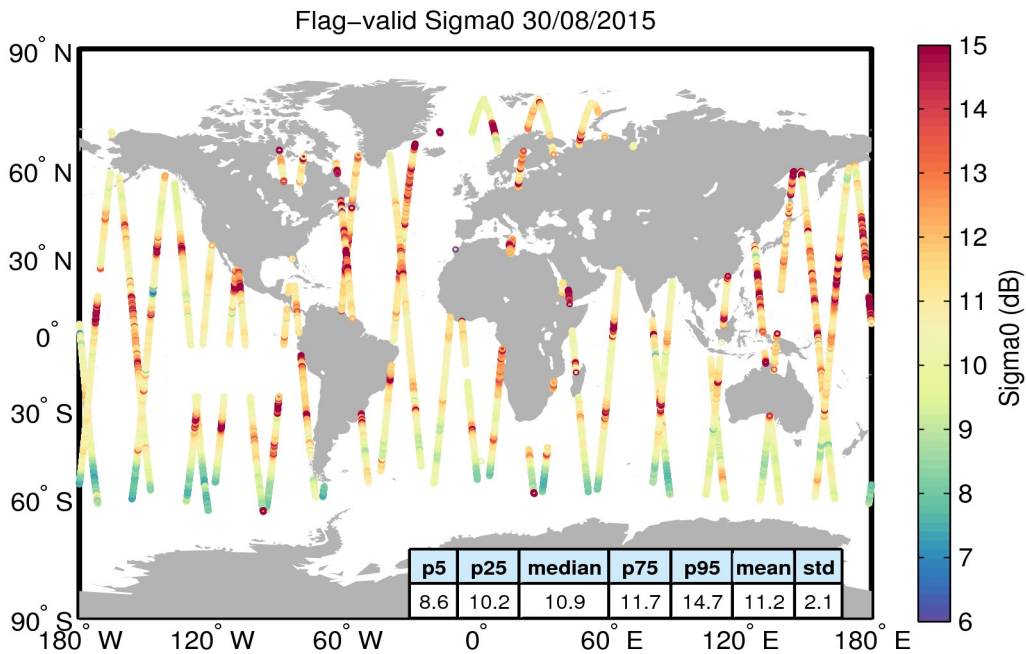 Flag−valid Sigma0 30/08/2015
90° N
60° N
30° N
0°
30° S
60° S
90° S
180° W
120° W
60° W
0°
60° E
120° E
180° E
15
14
13
12
11
10
9
8
7
6
Sigma0 (dB)
p5 p25 median p75 p95 mean std
8.6 10.2 10.9 11.7 14.7 11.2 2.1